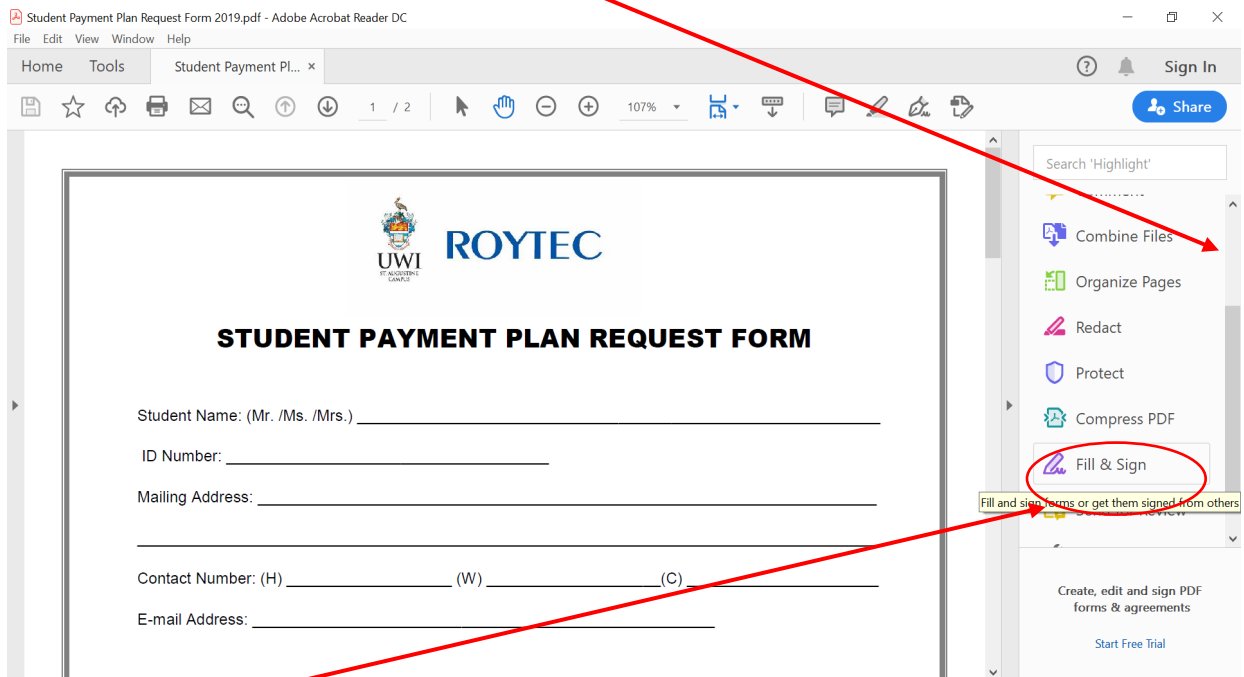 Student Payment Plan Request Form 2019.pdf - Adobe Acrobat Reader DC
File Edit View Window Help
Home Tools Student Payment Pl... × Sign In
1 / 2 107% Share
Search 'Highlight'
UWI
ST. AUGUSTINE
CAMPUS
ROYTEC
Combine Files
Organize Pages
STUDENT PAYMENT PLAN REQUEST FORM
Redact
Protect
Student Name: (Mr. /Ms. /Mrs.)
Compress PDF
ID Number:
Fill & Sign
Mailing Address:
Fill and sign forms or get them signed from others
Contact Number: (H) (W) (C)
E-mail Address:
Create, edit and sign PDF
forms & agreements
Start Free Trial